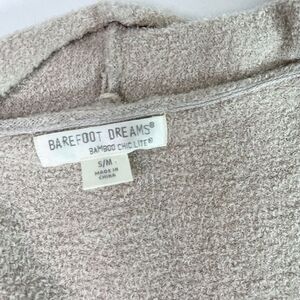 BAREFOOT DREAMS®
BAMBOO CHIC LITE®
S/M
MADE IN
CHINA